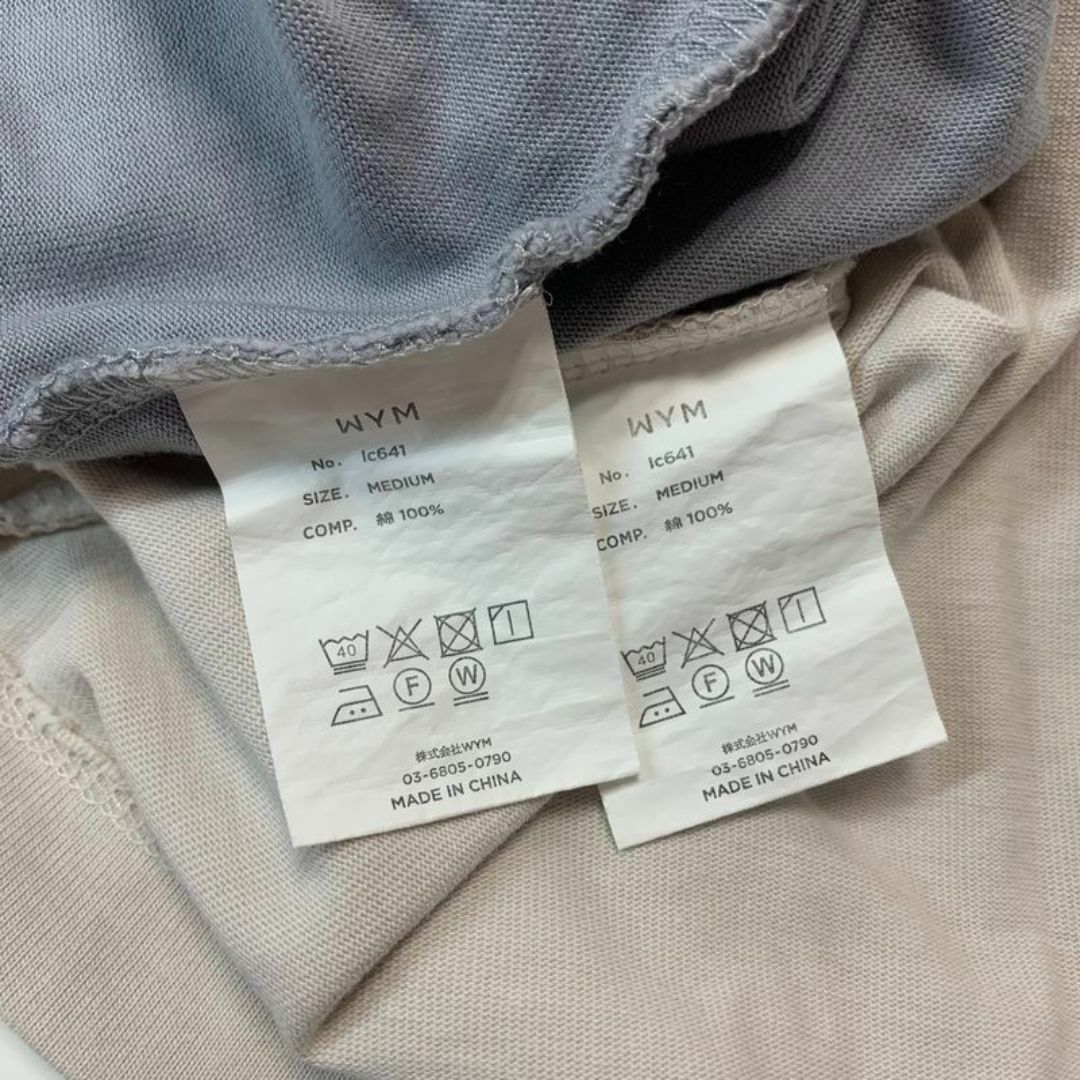 WYM
No. lc641
SIZE. MEDIUM
COMP. 綿 100%
40
F W
株式会社WYM
03-6805-0790
MADE IN CHINA
WYM
No. lc641
SIZE. MEDIUM
COMP. 綿 100%
40
F W
株式会社WYM
03-6805-0790
MADE IN CHINA